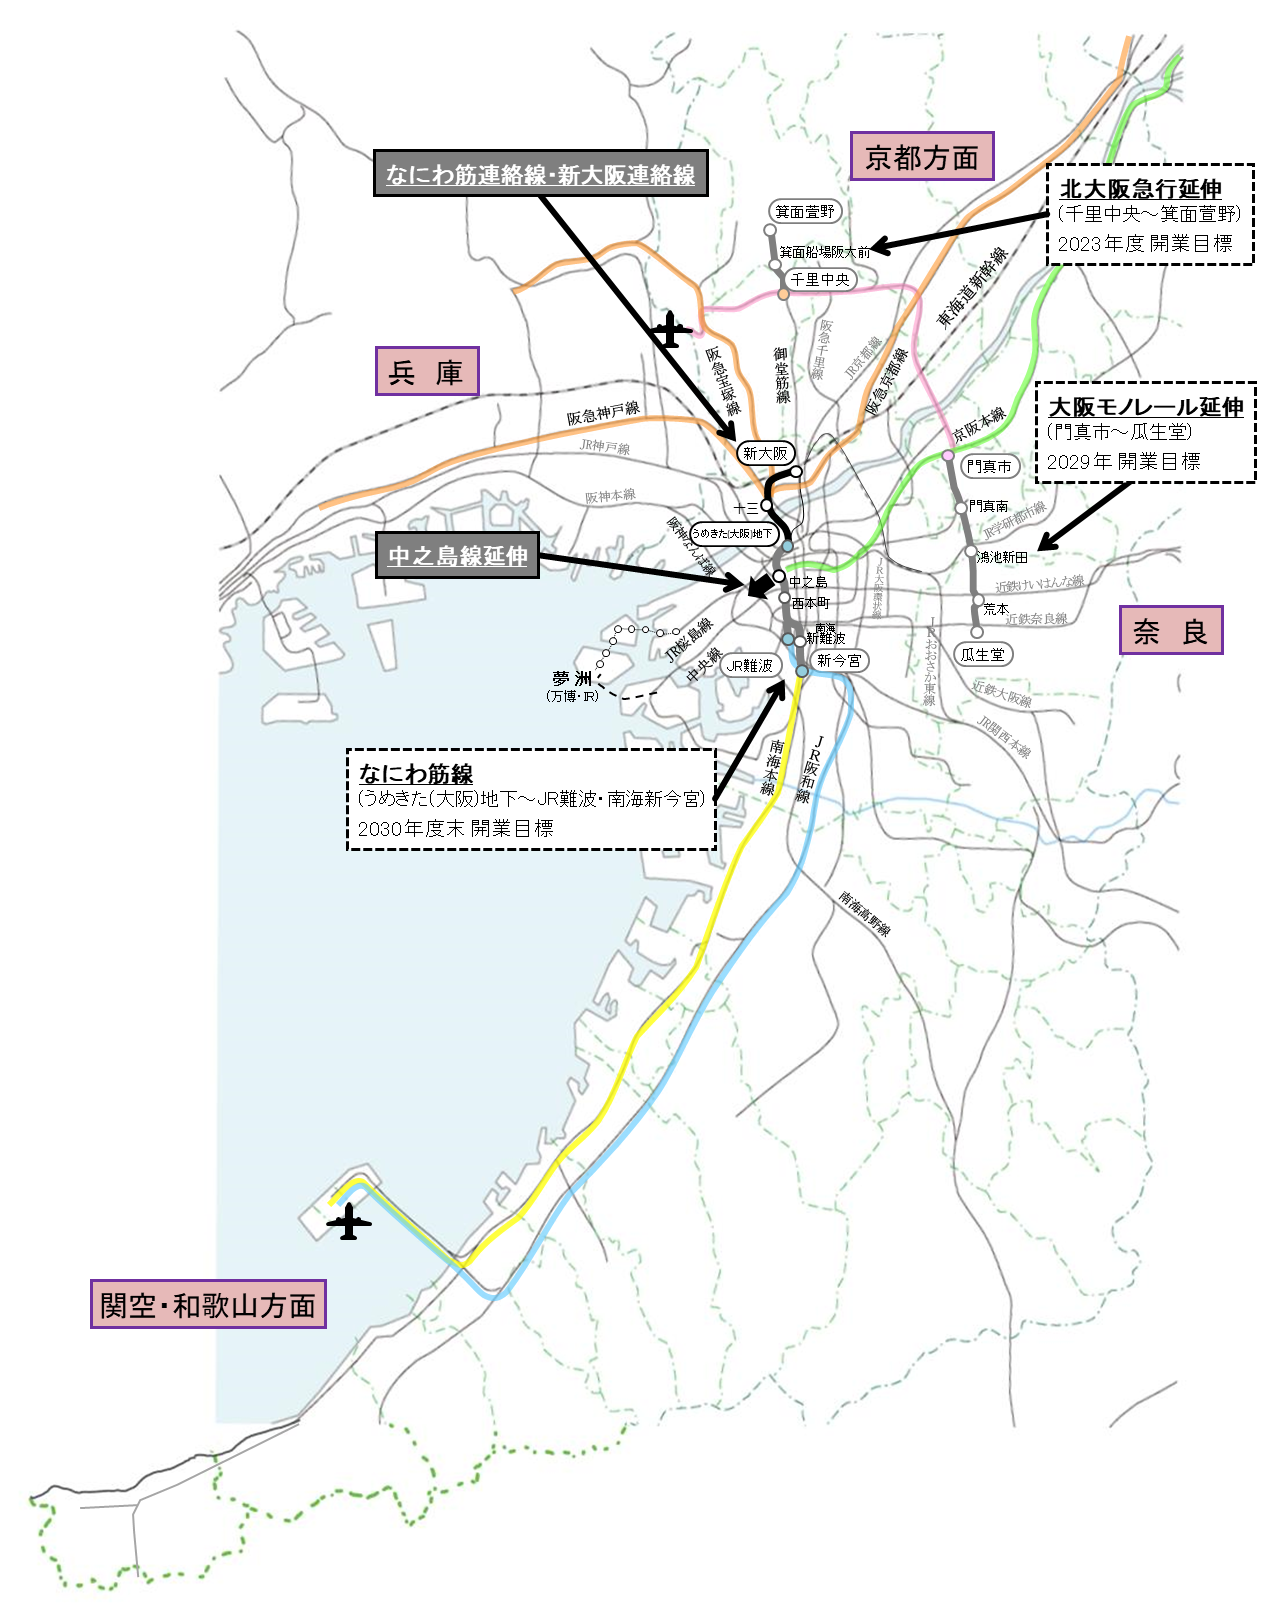 京都方面
なにわ筋連絡線・新大阪連絡線
北大阪急行延伸
(千里中央～箕面萱野)
2023年度 開業目標
箕面萱野
箕面船場阪大前
千里中央
東海道新幹線
阪急千里線
JR京都線
阪急京都線
御堂筋線
阪急宝塚線
兵 庫
阪急神戸線
JR神戸線
阪神本線
阪神なんば線
大阪モノレール延伸
(門真市～瓜生堂)
2029年 開業目標
京阪本線
新大阪
門真市
十三
門真南
うめきた(大阪)地下
JR学研都市線
中之島線延伸
鴻池新田
中之島
JR大阪環状線
近鉄けいはんな線
西本町
荒本
近鉄奈良線
奈 良
南海
新難波
JR桜島線
中央線
JR難波
新今宮
瓜生堂
JRおおさか東線
夢 洲
(万博・IR)
近鉄大阪線
JR関西本線
なにわ筋線
(うめきた(大阪)地下～JR難波・南海新今宮)
2030年度末 開業目標
南海本線
JR阪和線
南海高野線
関空・和歌山方面